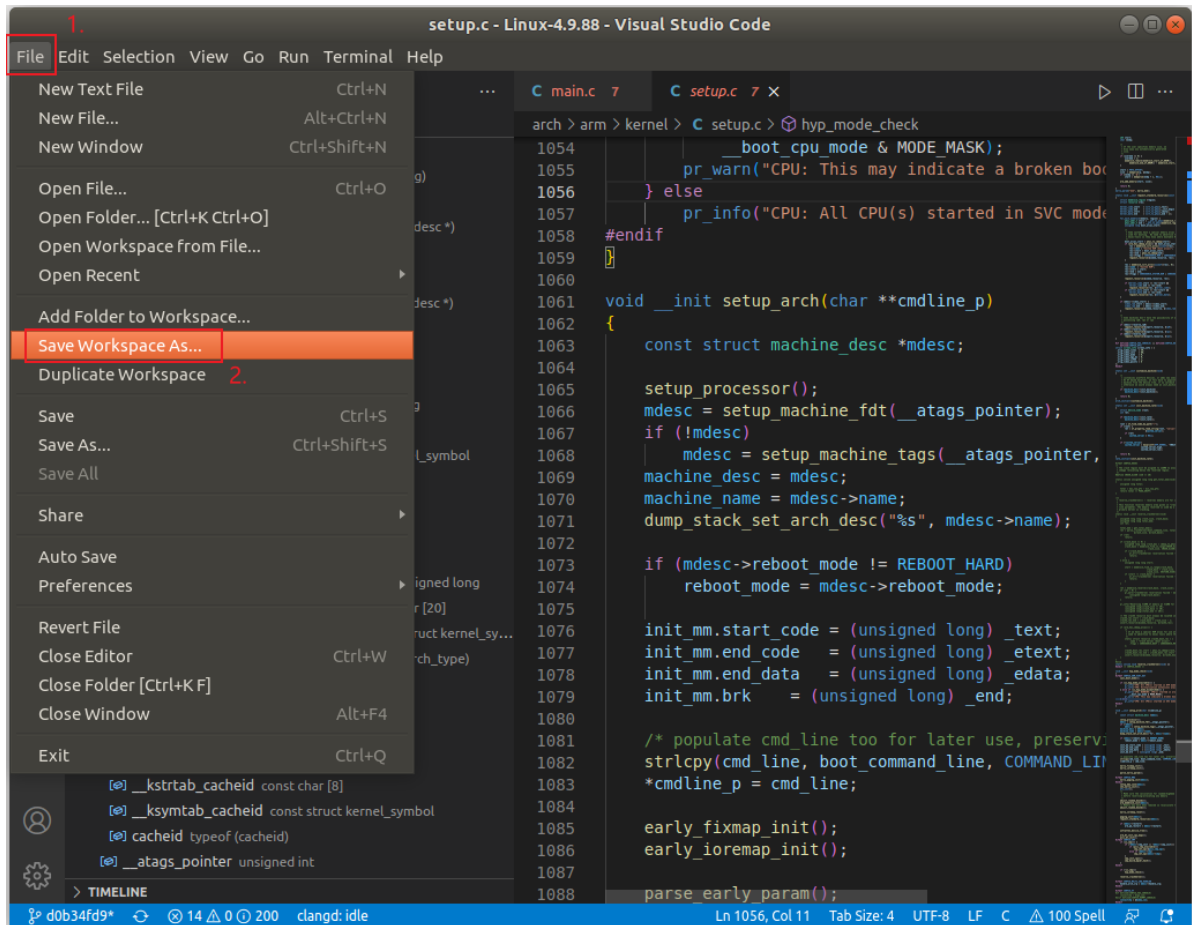 1.
setup.c - Linux-4.9.88 - Visual Studio Code
File Edit Selection View Go Run Terminal Help
New Text File Ctrl+N
New File... Alt+Ctrl+N
New Window Ctrl+Shift+N
Open File... Ctrl+O
Open Folder... [Ctrl+K Ctrl+O]
Open Workspace from File...
Open Recent
Add Folder to Workspace...
Save Workspace As...
Duplicate Workspace
2.
Save Ctrl+S
Save As... Ctrl+Shift+S
Save All
Share
Auto Save
Preferences
Revert File
Close Editor Ctrl+W
Close Folder [Ctrl+K F]
Close Window Alt+F4
Exit Ctrl+Q
g)
desc *)
desc *)
g
l_symbol
igned long
r [20]
ruct kernel_sy...
rch_type)
__kstrtab_cacheid const char [8]
__ksymtab_cacheid const struct kernel_symbol
cacheid typeof (cacheid)
__atags_pointer unsigned int
> TIMELINE
... C main.c 7 C setup.c 7 × ...
arch > arm > kernel > C setup.c > hyp_mode_check
1054 __boot_cpu_mode & MODE_MASK);
1055 pr_warn("CPU: This may indicate a broken boo
1056 } else
1057 pr_info("CPU: All CPU(s) started in SVC mode
1058 #endif
1059 }
1060
1061 void __init setup_arch(char **cmdline_p)
1062 {
1063 const struct machine_desc *mdesc;
1064
1065 setup_processor();
1066 mdesc = setup_machine_fdt(__atags_pointer);
1067 if (!mdesc)
1068 mdesc = setup_machine_tags(__atags_pointer,
1069 machine_desc = mdesc;
1070 machine_name = mdesc->name;
1071 dump_stack_set_arch_desc("%s", mdesc->name);
1072
1073 if (mdesc->reboot_mode != REBOOT_HARD)
1074 reboot_mode = mdesc->reboot_mode;
1075
1076 init_mm.start_code = (unsigned long) _text;
1077 init_mm.end_code = (unsigned long) _etext;
1078 init_mm.end_data = (unsigned long) _edata;
1079 init_mm.brk = (unsigned long) _end;
1080
1081 /* populate cmd_line too for later use, preservi
1082 strlcpy(cmd_line, boot_command_line, COMMAND_LIN
1083 *cmdline_p = cmd_line;
1084
1085 early_fixmap_init();
1086 early_ioremap_init();
1087
1088 parse_early_param();
d0b34fd9* 14 0 200 clangd: idle Ln 1056, Col 11 Tab Size: 4 UTF-8 LF C 100 Spell